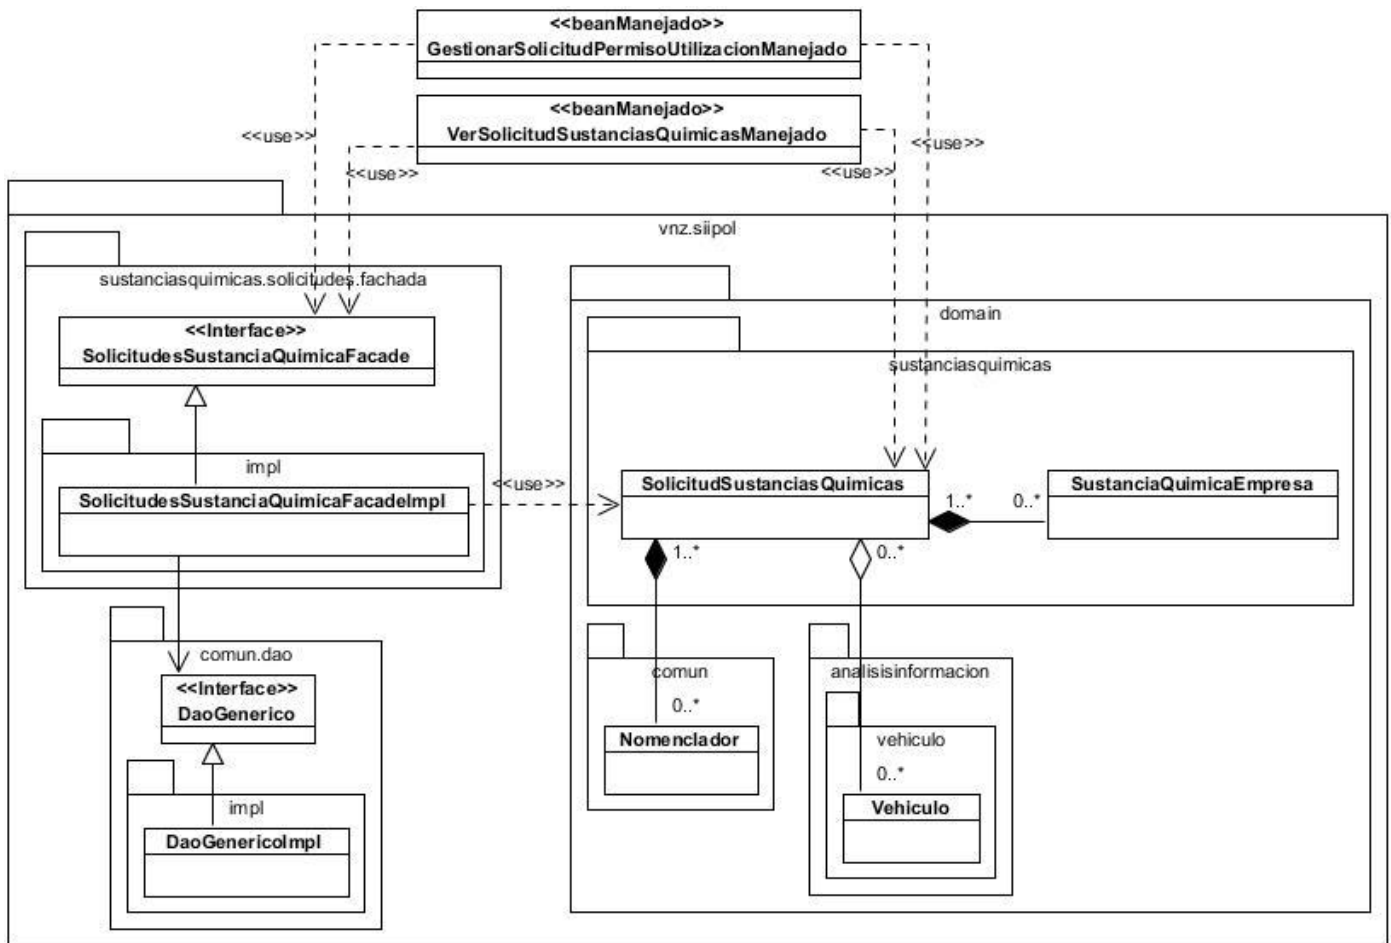 <<beanManejado>>
GestionarSolicitudPermisoUtilizacionManejado
<<beanManejado>>
VerSolicitudSustanciasQuimicasManejado
<<use>>
<<use>>
<<use>>
<<use>>
vnz.siipol
sustanciasquimicas.solicitudes.fachada
<<Interface>>
SolicitudesSustanciaQuimicaFacade
impl
SolicitudesSustanciaQuimicaFacadeImpl
<<use>>
comun.dao
<<Interface>>
DaoGenerico
impl
DaoGenericoImpl
domain
sustanciasquimicas
SolicitudSustanciasQuimicas
1..*
0..*
SustanciaQuimicaEmpresa
1..*
0..*
comun
0..*
Nomenclador
analisisinformacion
vehiculo
0..*
Vehiculo